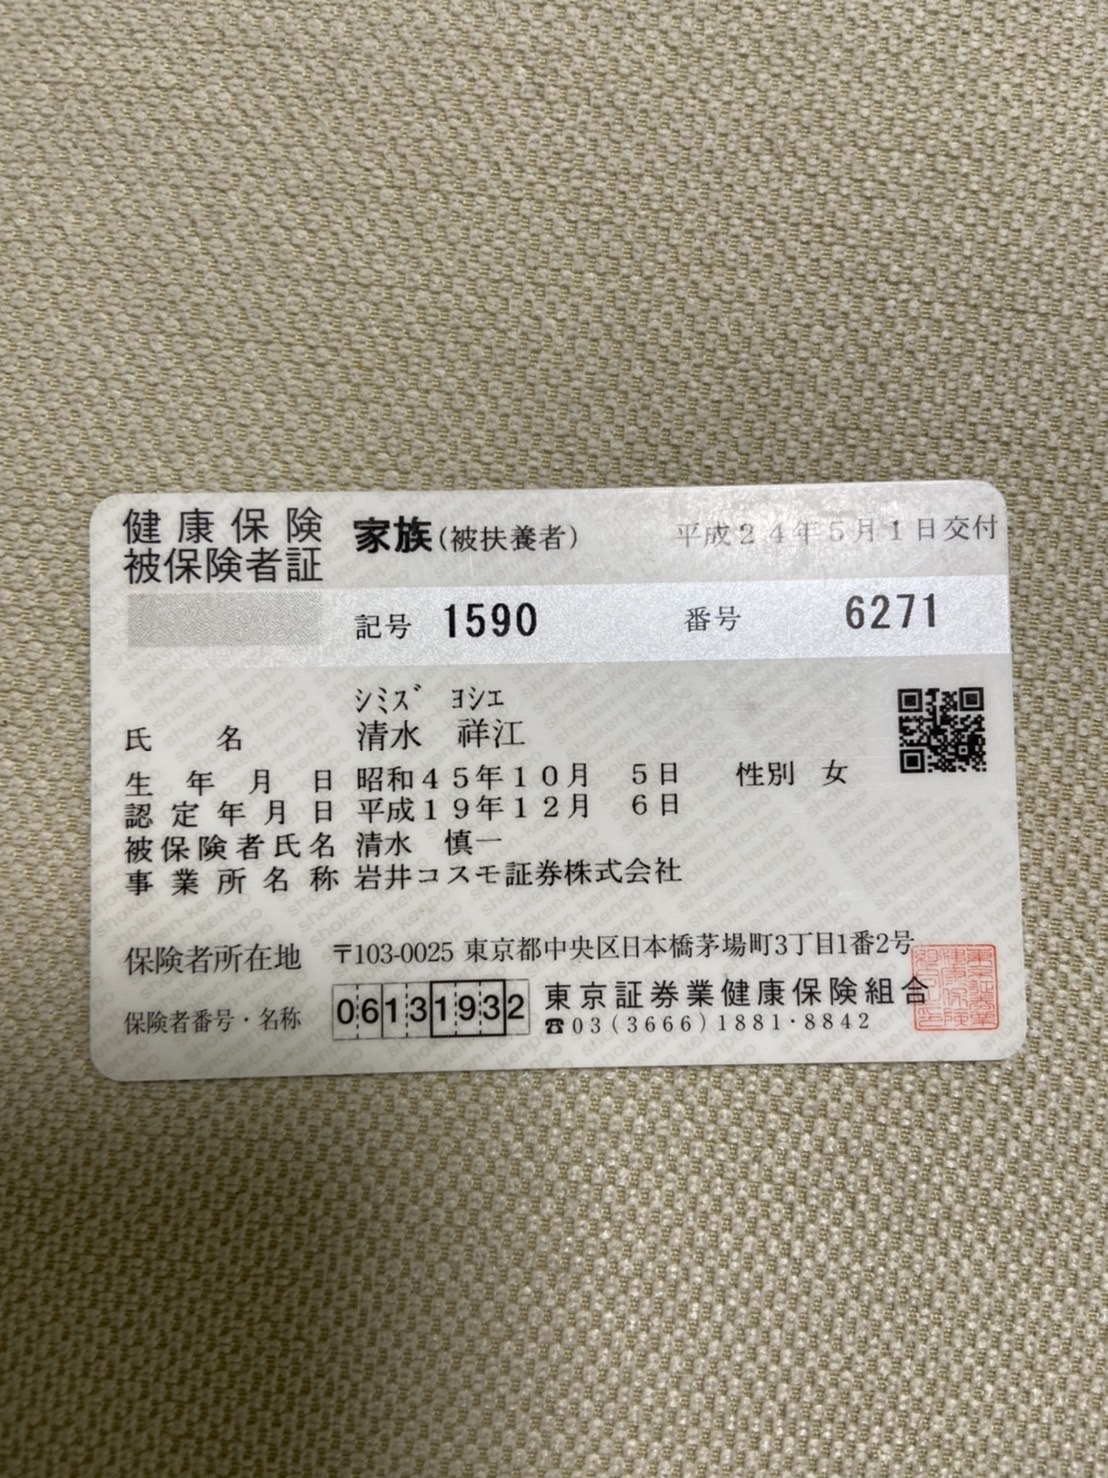 健康保険
被保険者証
家族(被扶養者) 平成24年5月1日交付
記号 1590 番号 6271
ｼﾐｽﾞ ﾖｼｴ
氏名 清水 祥江
生年月日 昭和45年10月 5日 性別 女
認定年月日 平成19年12月 6日
被保険者氏名 清水 慎一
事業所名称 岩井コスモ証券株式会社
保険者所在地 〒103-0025 東京都中央区日本橋茅場町3丁目1番2号
保険者番号・名称 06131932 東京証券業健康保険組合
☎03(3666)1881・8842